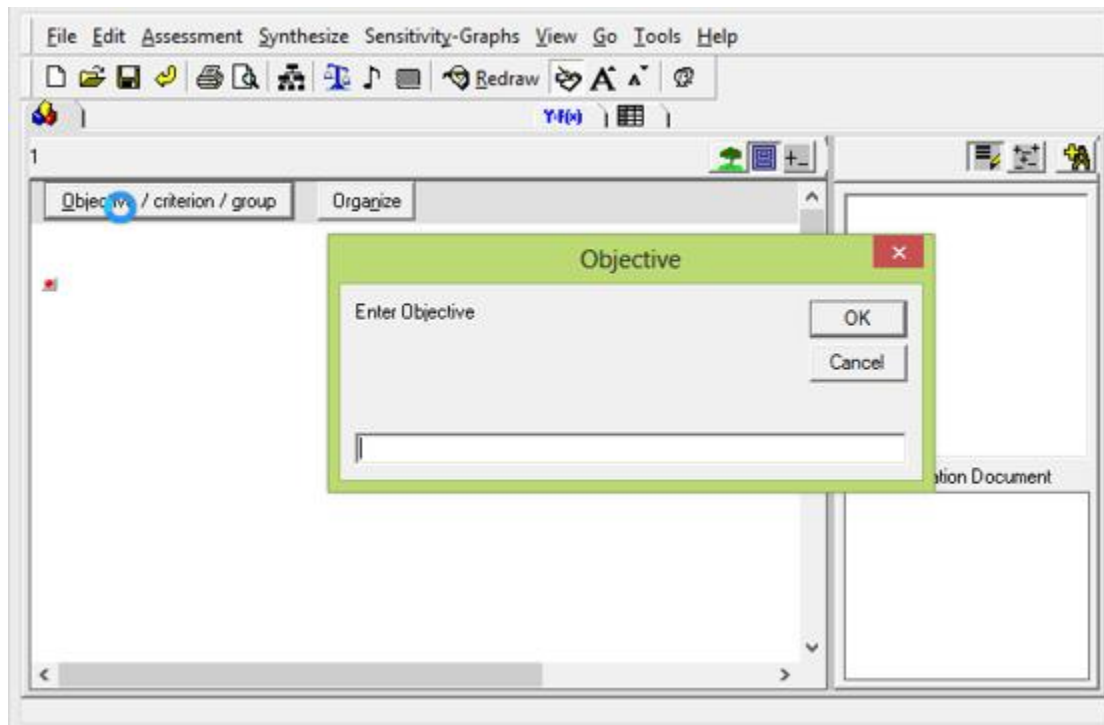 File Edit Assessment Synthesize Sensitivity-Graphs View Go Tools Help
Redraw A A
Y:F(x)
1
+-
Objective / criterion / group Organize
Objective
Enter Objective
OK
Cancel
Document